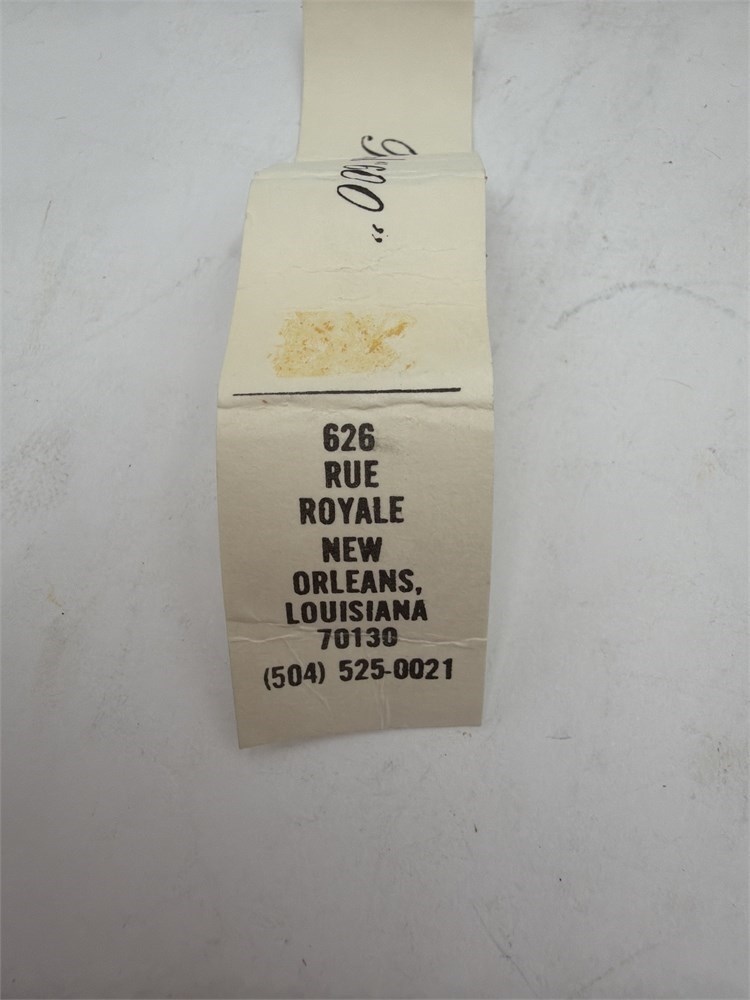 626
RUE
ROYALE
NEW
ORLEANS,
LOUISIANA
70130
(504) 525-0021